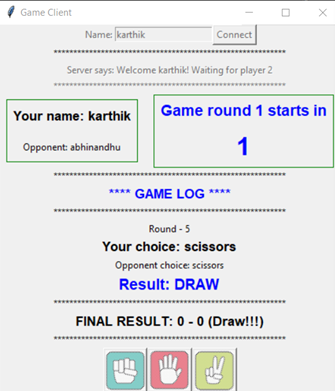 Game Client
Name: karthik Connect
**************************************************
Server says: Welcome karthik! Waiting for player 2
**************************************************
Your name: karthik
Opponent: abhinandhu
Game round 1 starts in
1
**************************************************
**** GAME LOG ****
**************************************************
Round - 5
Your choice: scissors
Opponent choice: scissors
Result: DRAW
**************************************************
FINAL RESULT: 0 - 0 (Draw!!!)
**************************************************